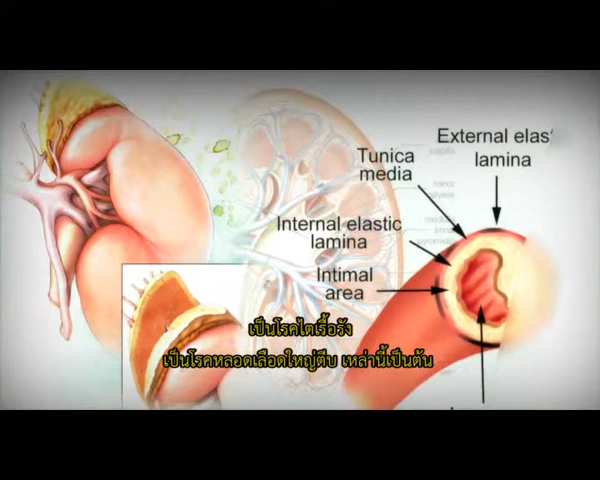 External elas
lamina
Tunica
media
Internal elastic
lamina
Intimal
area
เป็นโรคไตเรื้อรัง
เป็นโรคหลอดเลือดใหญ่ตีบ เหล่านี้เป็นต้น